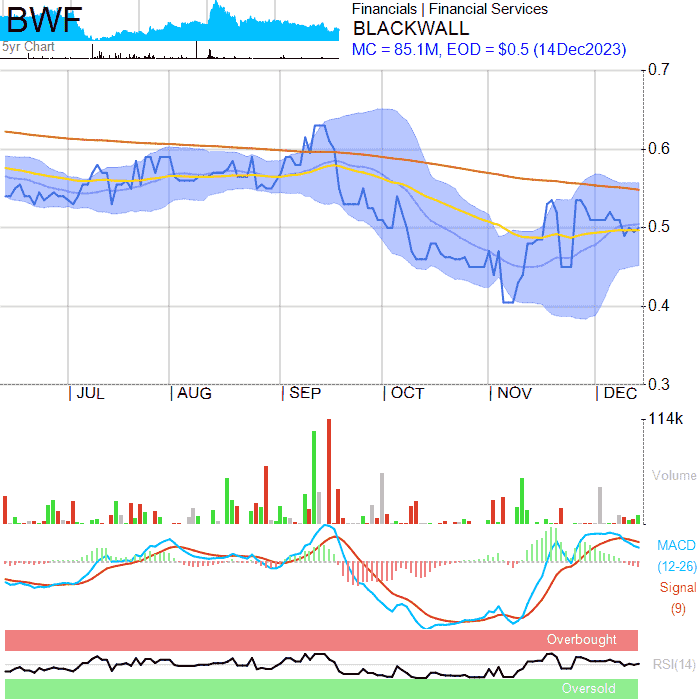 BWF
5yr Chart
Financials | Financial Services
BLACKWALL
MC = 85.1M, EOD = $0.5 (14Dec2023)
0.7
0.6
0.5
0.4
0.3
JUL AUG SEP OCT NOV DEC
114k
Volume
MACD
(12-26)
Signal
(9)
Overbought
RSI(14)
Oversold